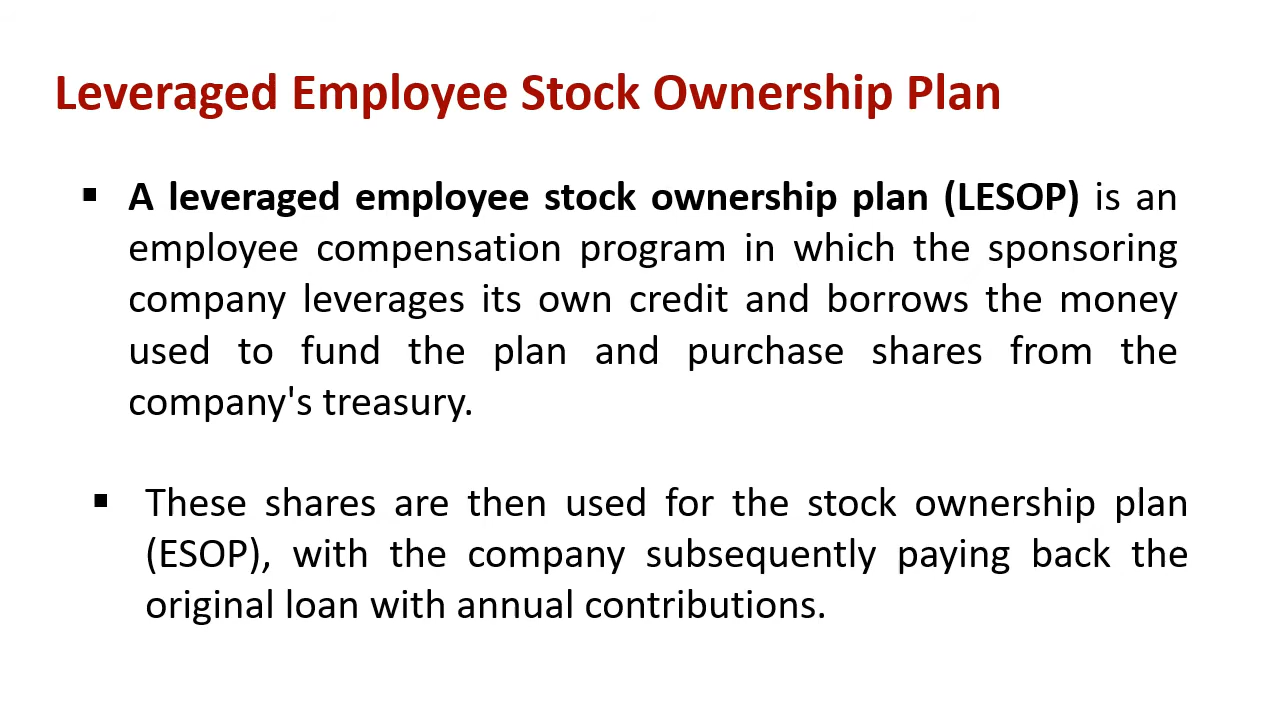 Leveraged Employee Stock Ownership Plan
▪ A leveraged employee stock ownership plan (LESOP) is an
employee compensation program in which the sponsoring
company leverages its own credit and borrows the money
used to fund the plan and purchase shares from the
company's treasury.
▪ These shares are then used for the stock ownership plan
(ESOP), with the company subsequently paying back the
original loan with annual contributions.